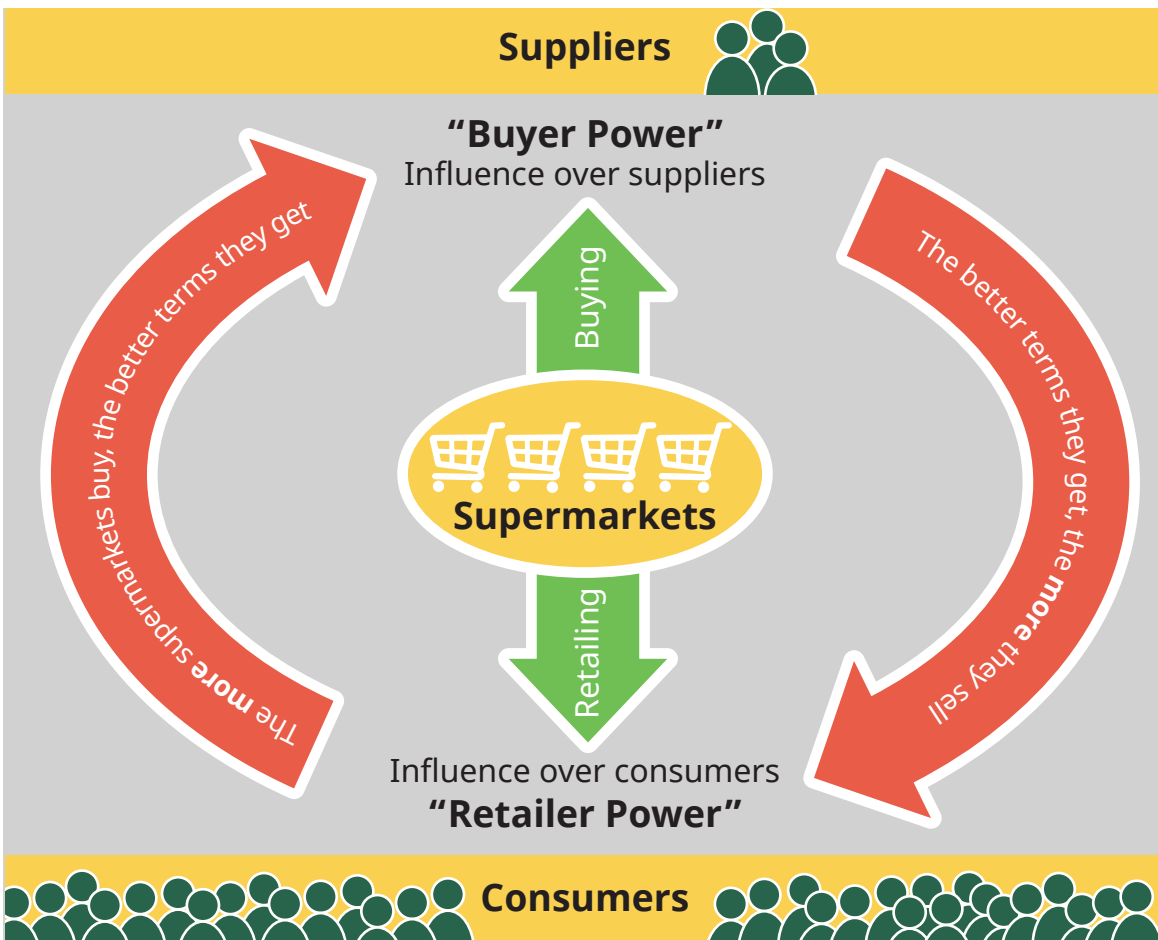 Suppliers
“Buyer Power”
Influence over suppliers
The more supermarkets buy, the better terms they get
Buying
The better terms they get, the more they sell
Supermarkets
Retailing
Influence over consumers
“Retailer Power”
Consumers